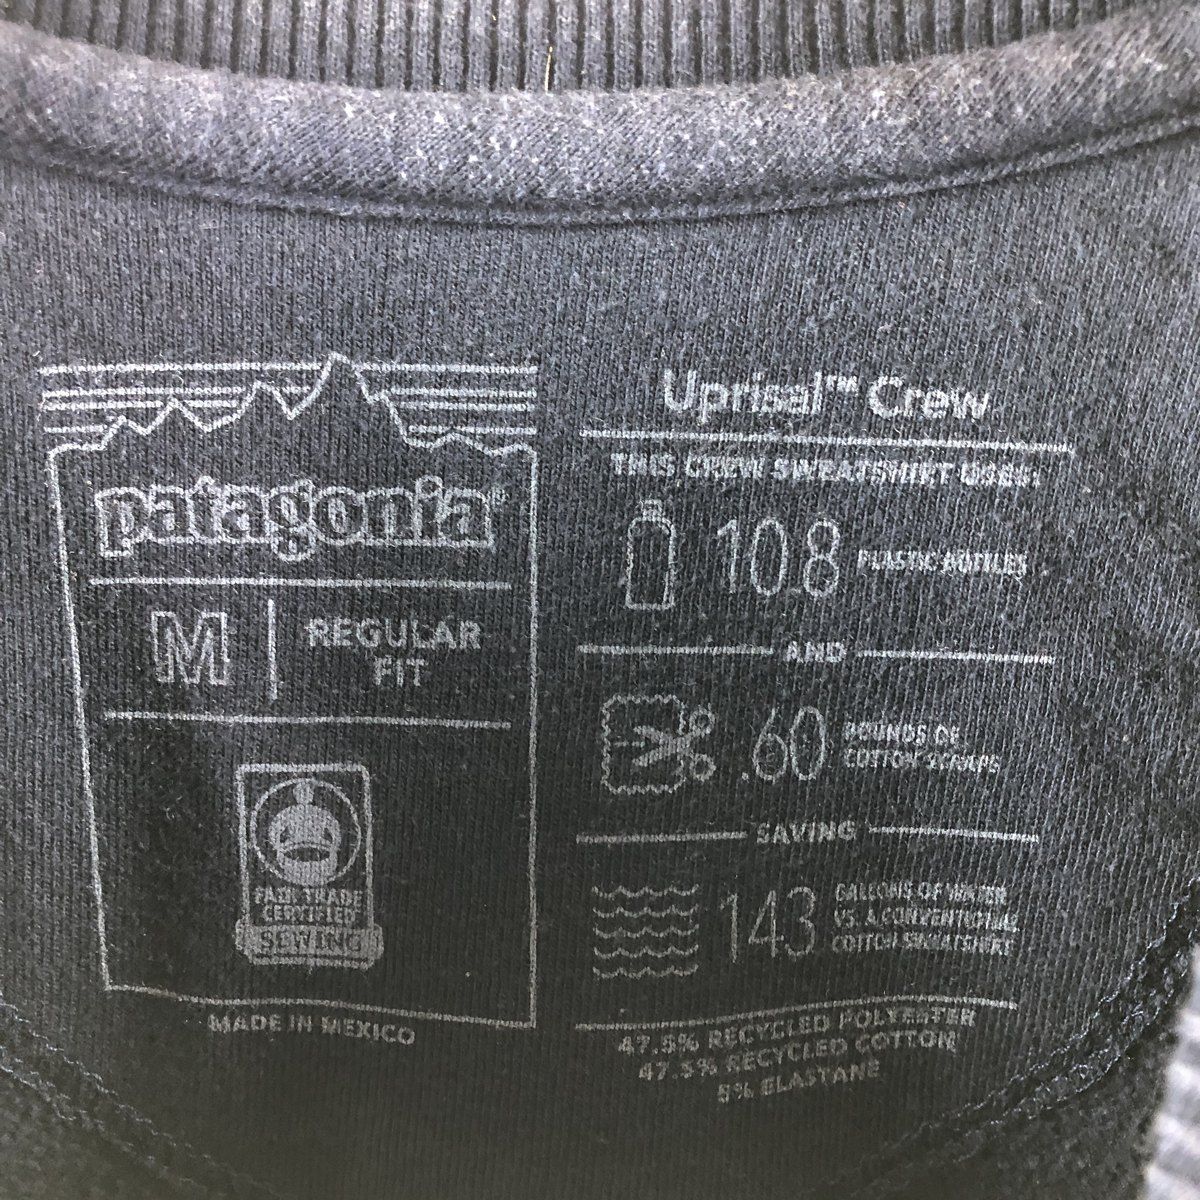 patagonia®
M | REGULAR
FIT
FAIR TRADE
CERTIFIED
SEWING
MADE IN MEXICO
Uprisal™ Crew
THIS CREW SWEATSHIRT USES:
10.8 PLASTIC BOTTLES
AND
.60 POUNDS OF
COTTON SCRAPS
SAVING
143 GALLONS OF WATER
VS. A CONVENTIONAL
COTTON SWEATSHIRT
47.5% RECYCLED POLYESTER
47.5% RECYCLED COTTON
5% ELASTANE